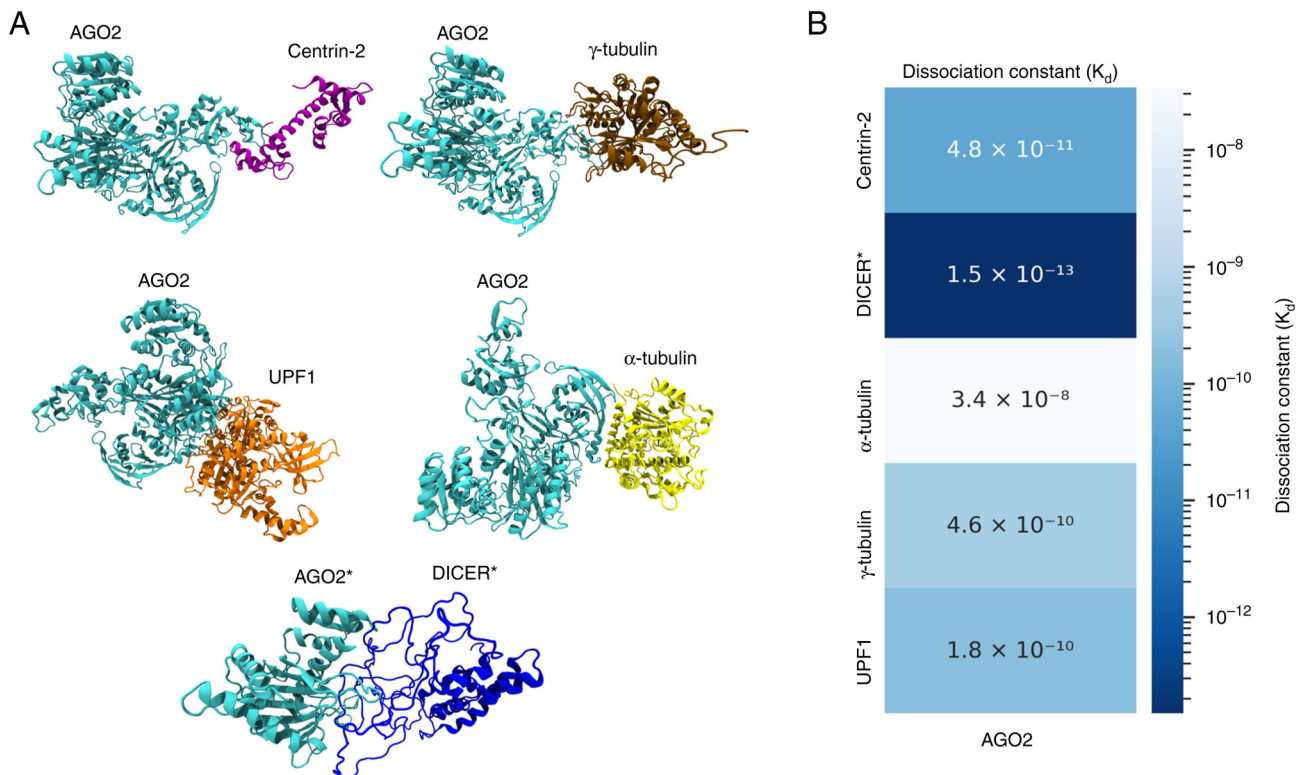 A
AGO2
Centrin-2
AGO2
γ-tubulin
AGO2
UPF1
AGO2
α-tubulin
AGO2*
DICER*
B
Dissociation constant (K_d)
Centrin-2
4.8 × 10⁻¹¹
DICER*
1.5 × 10⁻¹³
α-tubulin
3.4 × 10⁻⁸
γ-tubulin
4.6 × 10⁻¹⁰
UPF1
1.8 × 10⁻¹⁰
AGO2
10⁻⁸
10⁻⁹
10⁻¹⁰
10⁻¹¹
10⁻¹²
Dissociation constant (K_d)